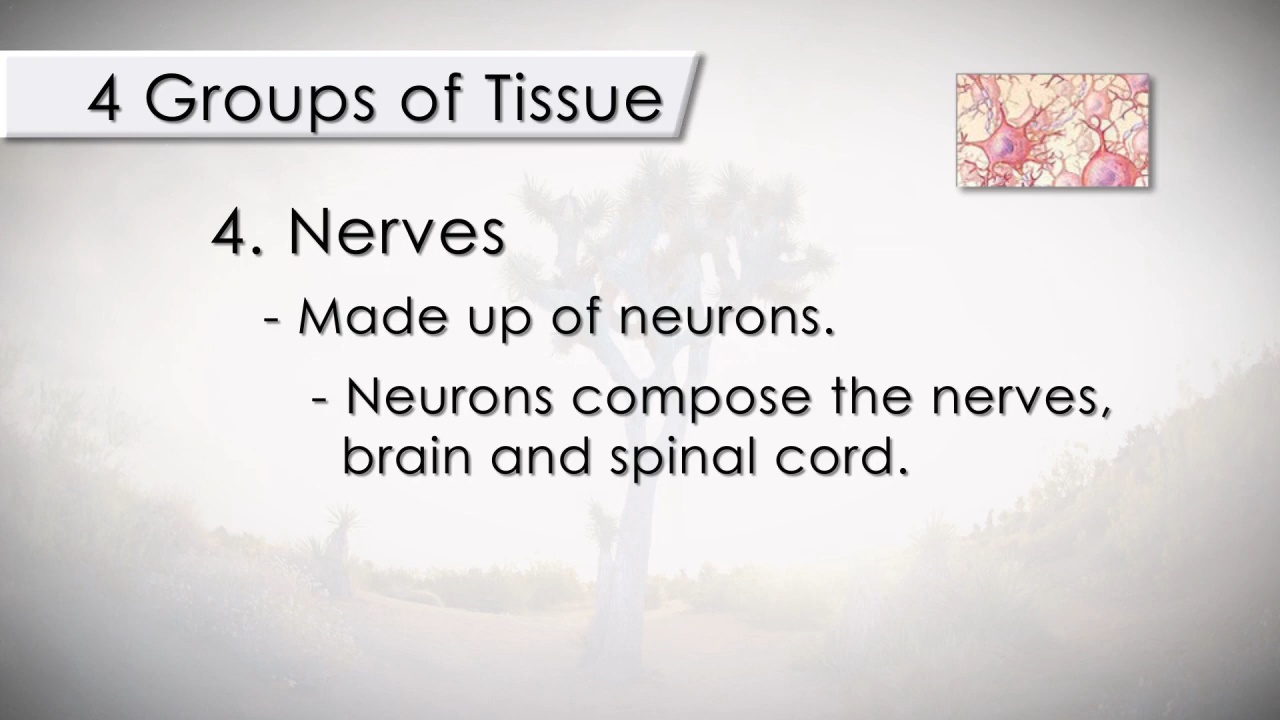 4 Groups of Tissue
4. Nerves
- Made up of neurons.
- Neurons compose the nerves,
brain and spinal cord.